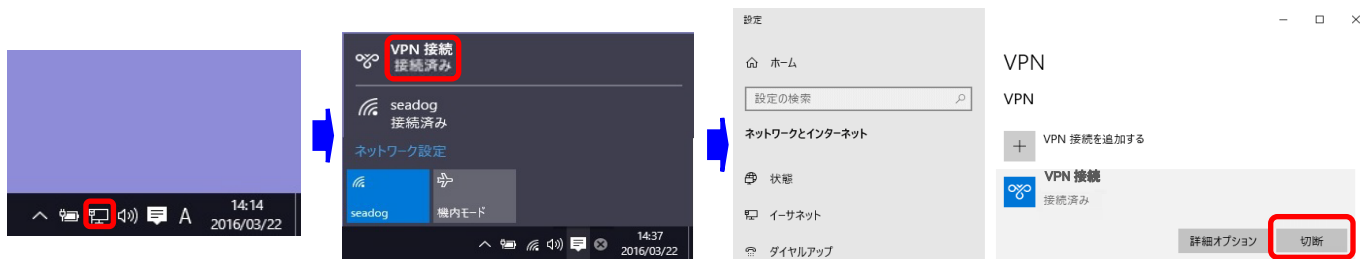 A
14:14
2016/03/22
VPN 接続
接続済み
seadog
接続済み
ネットワーク設定
seadog
機内モード
14:37
2016/03/22
設定
ホーム
設定の検索
ネットワークとインターネット
状態
イーサネット
ダイヤルアップ
VPN
VPN
VPN 接続を追加する
VPN 接続
接続済み
詳細オプション
切断